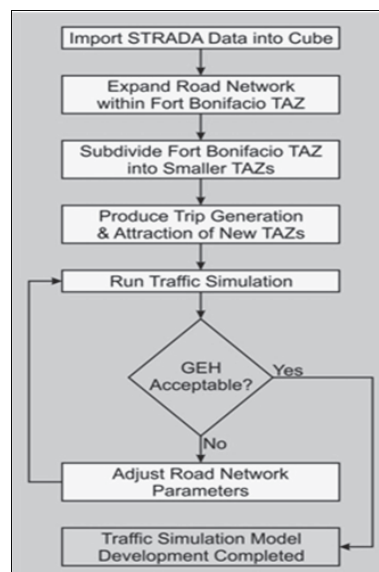 Import STRADA Data into Cube
Expand Road Network
within Fort Bonifacio TAZ
Subdivide Fort Bonifacio TAZ
into Smaller TAZs
Produce Trip Generation
& Attraction of New TAZs
Run Traffic Simulation
GEH
Acceptable?
Yes
No
Adjust Road Network
Parameters
Traffic Simulation Model
Development Completed